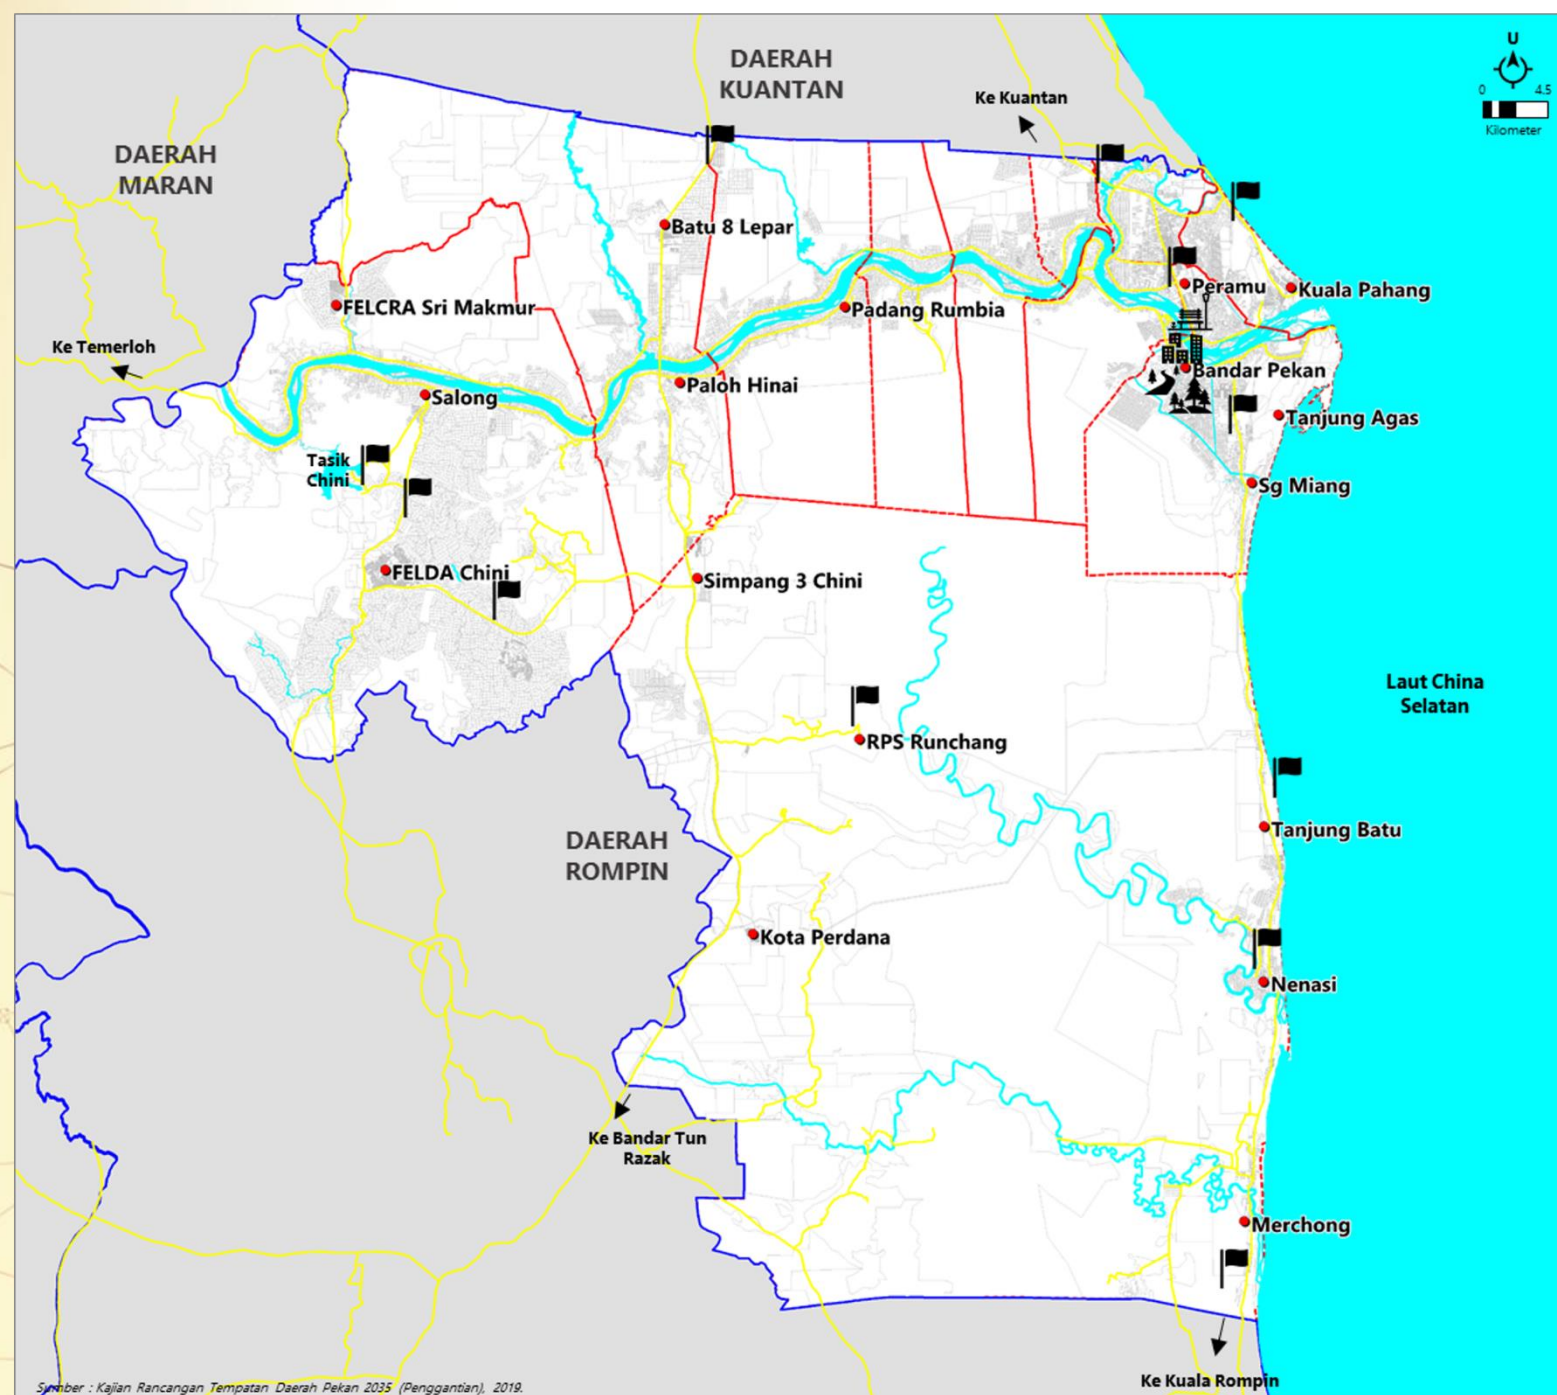 DAERAH
KUANTAN
U
0 4.5
Kilometer
Ke Kuantan
DAERAH
MARAN
Batu 8 Lepar
FELCRA Sri Makmur
Padang Rumbia
Peramu
Kuala Pahang
Ke Temerloh
Bandar Pekan
Paloh Hinai
Salong
Tanjung Agas
Tasik
Chini
Sg Miang
FELDA Chini
Simpang 3 Chini
Laut China
Selatan
RPS Runchang
Tanjung Batu
DAERAH
ROMPIN
Kota Perdana
Nenasi
Ke Bandar Tun
Razak
Merchong
Ke Kuala Rompin
Sumber : Kajian Rancangan Tempatan Daerah Pekan 2035 (Penggantian), 2019.